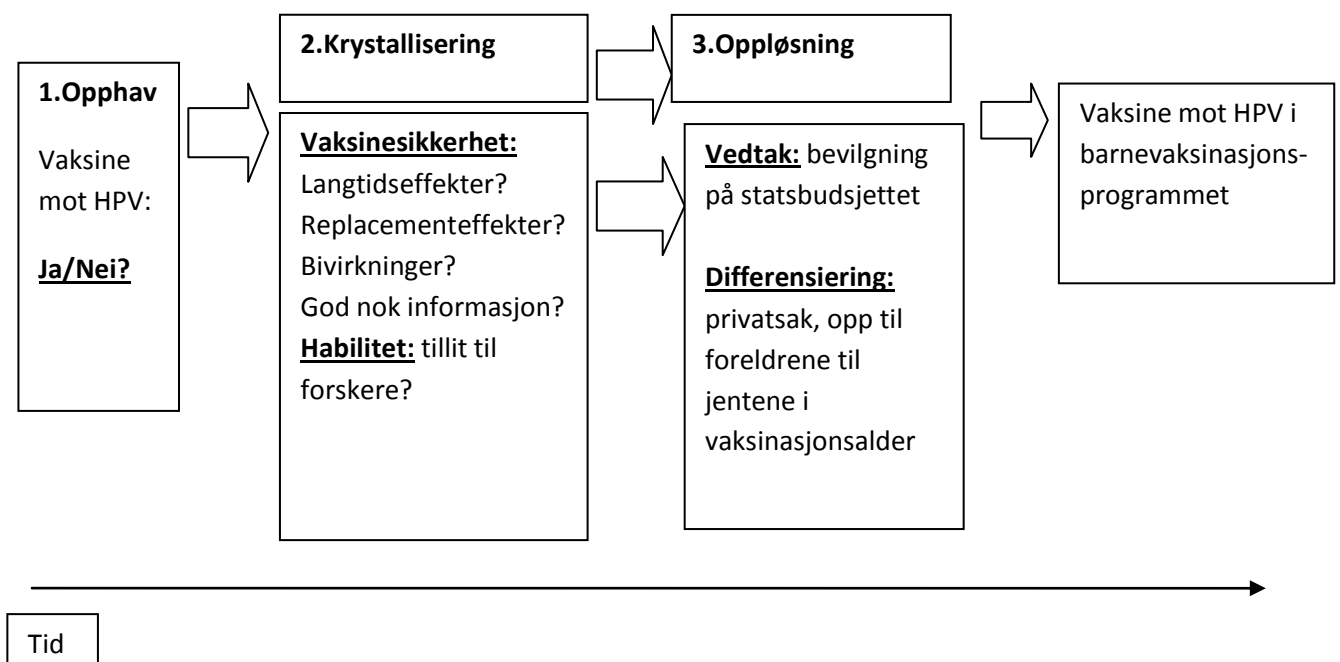 1.Opphav
Vaksine
mot HPV:
Ja/Nei?
2.Krystallisering
Vaksinesikkerhet:
Langtidseffekter?
Replacementeffekter?
Bivirkninger?
God nok informasjon?
Habilitet: tillit til
forskere?
3.Oppløsning
Vedtak: bevilgning
på statsbudsjettet
Differensiering:
privatsak, opp til
foreldrene til
jentene i
vaksinasjonsalder
Vaksine mot HPV i
barnevaksinasjons-
programmet
Tid